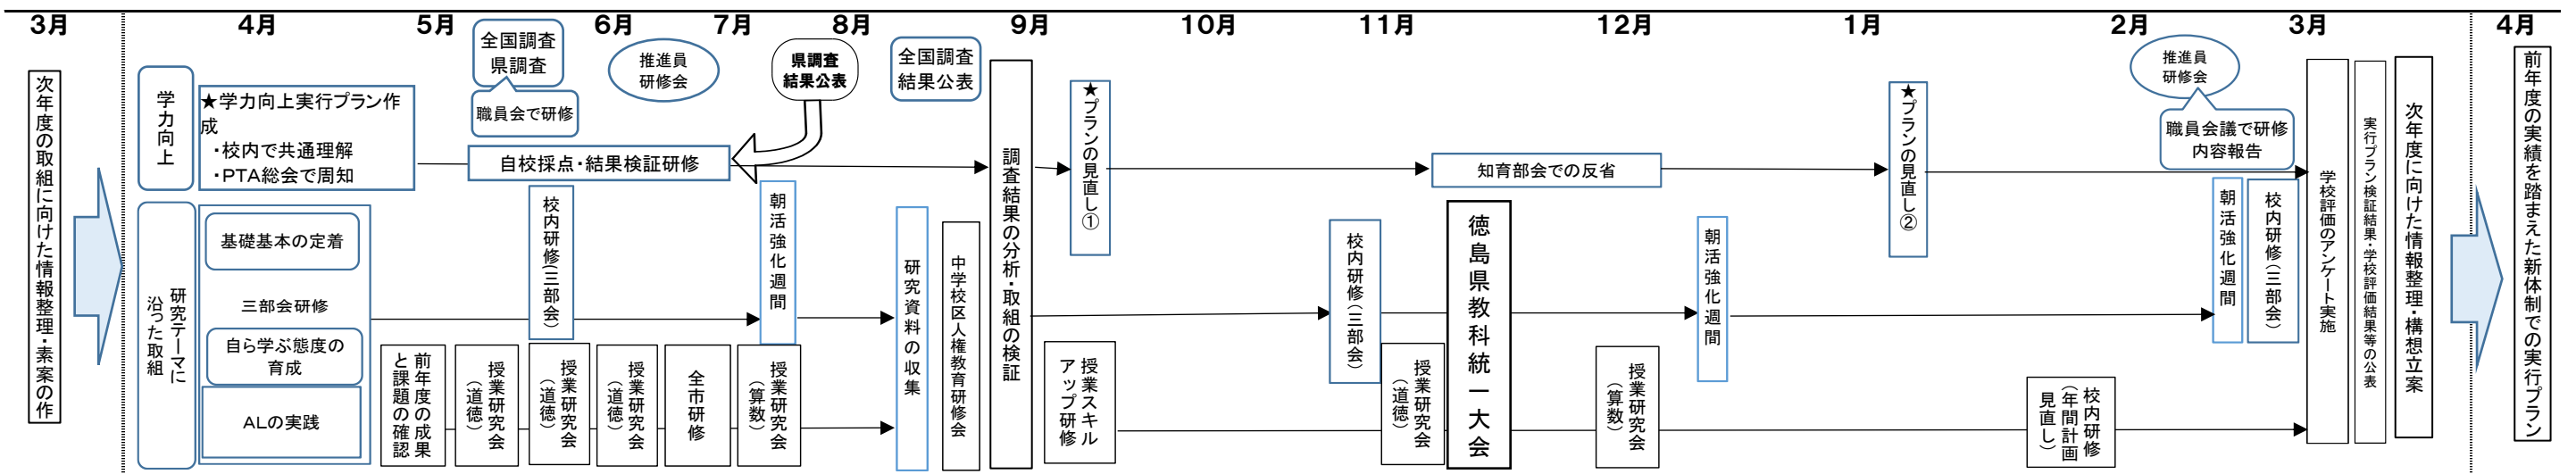 3月
4月
5月
6月
7月
8月
9月
10月
11月
12月
1月
2月
3月
4月
次年度の取組に向けた情報整理・素案の作
学力向上
★学力向上実行プラン作
成
・校内で共通理解
・PTA総会で周知
全国調査
県調査
職員会で研修
推進員
研修会
県調査
結果公表
全国調査
結果公表
自校採点・結果検証研修
調査結果の分析・取組の検証
★プランの見直し①
知育部会での反省
★プランの見直し②
推進員
研修会
職員会議で研修
内容報告
研究テーマに
沿った取組
基礎基本の定着
三部会研修
自ら学ぶ態度の
育成
ALの実践
校内研修(三部会)
朝活強化週間
研究資料の収集
中学校区人権教育研修会
前年度の成果
と課題の確認
授業研究会
(道徳)
授業研究会
(道徳)
授業研究会
(道徳)
全市研修
授業研究会
(算数)
授業スキル
アップ研修
校内研修(三部会)
授業研究会
(道徳)
徳島県教科統一大会
授業研究会
(算数)
朝活強化週間
校内研修
(年間計画
見直し)
朝活強化週間
校内研修(三部会)
学校評価のアンケート実施
実行プラン検証結果・学校評価結果等の公表
次年度に向けた情報整理・構想立案
前年度の実績を踏まえた新体制での実行プラン